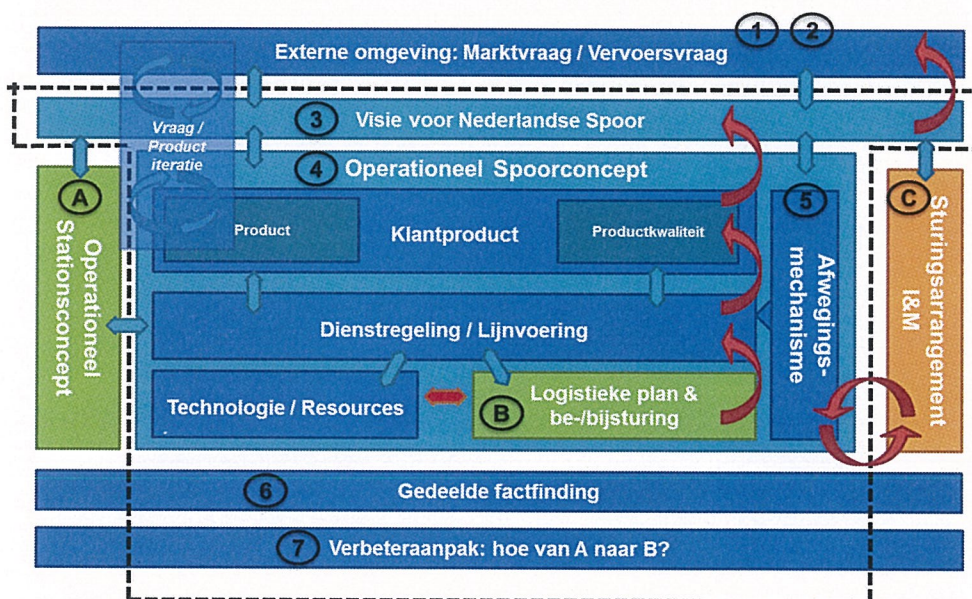 1 2
Externe omgeving: Marktvraag / Vervoersvraag
3 Visie voor Nederlandse Spoor
Vraag /
Product
iteratie
4 Operationeel Spoorconcept
A
Operationeel
Stationsconcept
Product
Klantproduct
Productkwaliteit
5
Afwegings-
mechanisme
C
Sturingsarrangement
I&M
Dienstregeling / Lijnvoering
Technologie / Resources
B
Logistieke plan &
be-/bijsturing
6 Gedeelde factfinding
7 Verbeteraanpak: hoe van A naar B?